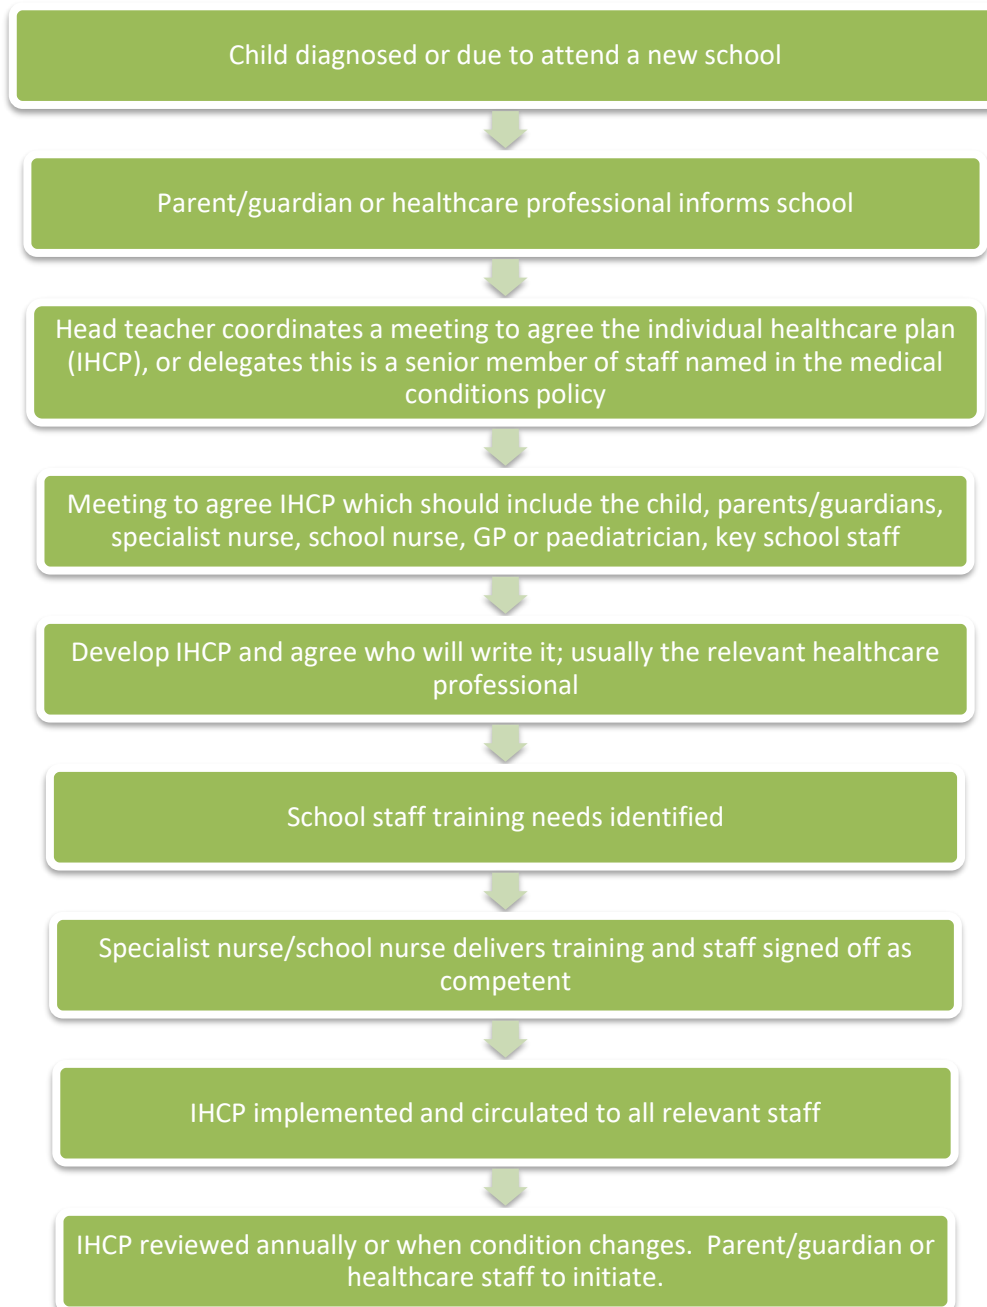 Child diagnosed or due to attend a new school
Parent/guardian or healthcare professional informs school
Head teacher coordinates a meeting to agree the individual healthcare plan
(IHCP), or delegates this is a senior member of staff named in the medical
conditions policy
Meeting to agree IHCP which should include the child, parents/guardians,
specialist nurse, school nurse, GP or paediatrician, key school staff
Develop IHCP and agree who will write it; usually the relevant healthcare
professional
School staff training needs identified
Specialist nurse/school nurse delivers training and staff signed off as
competent
IHCP implemented and circulated to all relevant staff
IHCP reviewed annually or when condition changes.  Parent/guardian or
healthcare staff to initiate.